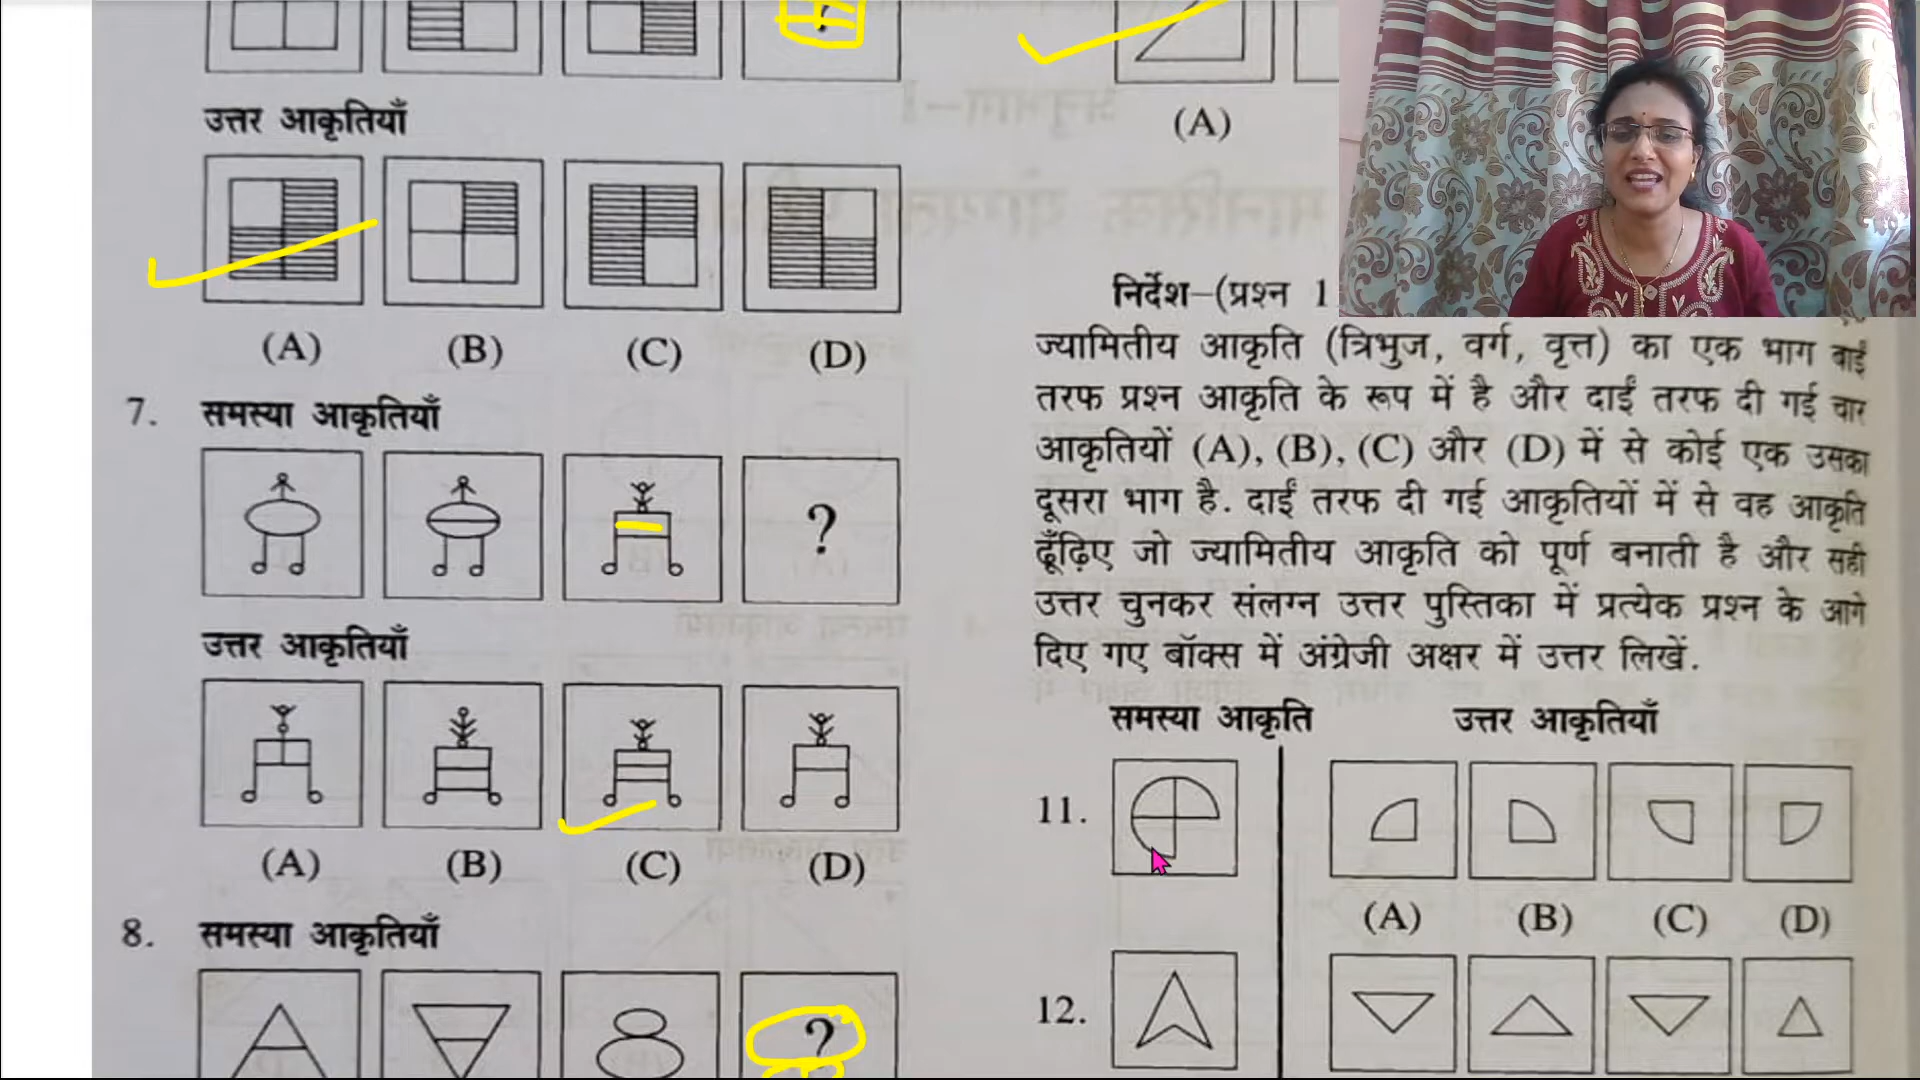 उत्तर आकृतियाँ
(A) (B) (C) (D)
7. समस्या आकृतियाँ
?
उत्तर आकृतियाँ
(A) (B) (C) (D)
8. समस्या आकृतियाँ
?
(A)
निर्देश–(प्रश्न 1
ज्यामितीय आकृति (त्रिभुज, वर्ग, वृत्त) का एक भाग बाईं
तरफ प्रश्न आकृति के रूप में है और दाईं तरफ दी गई चार
आकृतियों (A), (B), (C) और (D) में से कोई एक उसका
दूसरा भाग है. दाईं तरफ दी गई आकृतियों में से वह आकृति
ढूँढ़िए जो ज्यामितीय आकृति को पूर्ण बनाती है और सही
उत्तर चुनकर संलग्न उत्तर पुस्तिका में प्रत्येक प्रश्न के आगे
दिए गए बॉक्स में अंग्रेजी अक्षर में उत्तर लिखें.
समस्या आकृति उत्तर आकृतियाँ
11.
(A) (B) (C) (D)
12.